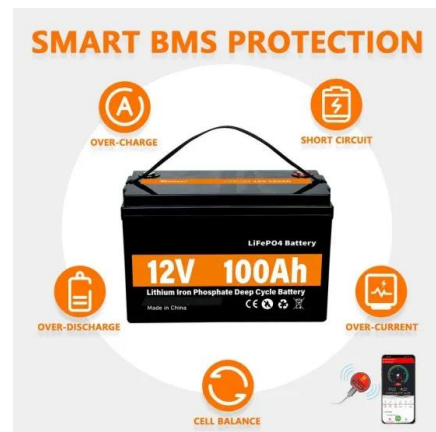 SMART BMS PROTECTION
A
OVER-CHARGE
SHORT CIRCUIT
LiFePO4 Battery
12V 100Ah
Lithium Iron Phosphate Deep Cycle Battery
Made in China
CE
OVER-DISCHARGE
OVER-CURRENT
CELL BALANCE